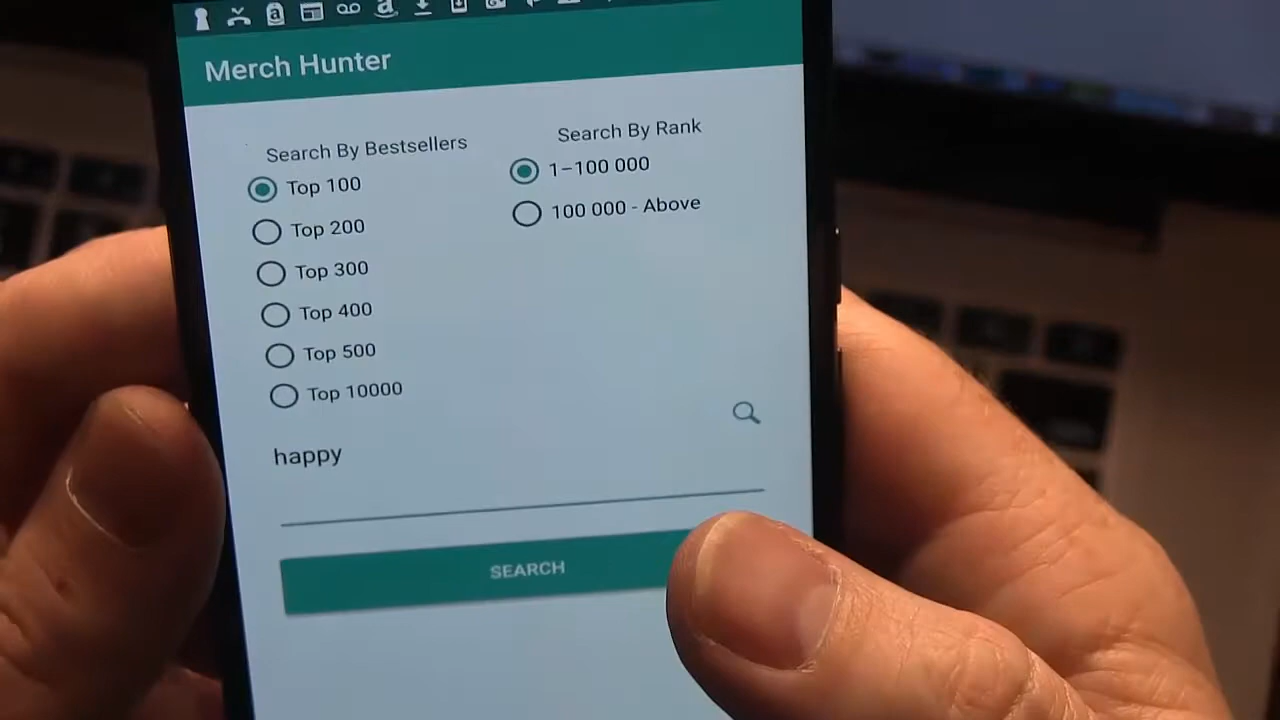 Merch Hunter
Search By Bestsellers
Top 100
Top 200
Top 300
Top 400
Top 500
Top 10000
Search By Rank
1–100 000
100 000 - Above
happy
SEARCH